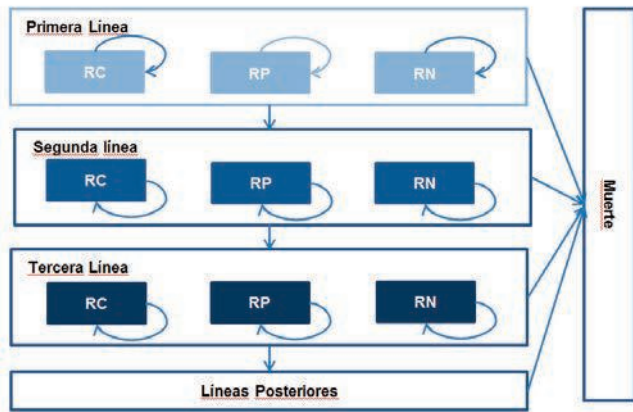 Primera Línea
RC
RP
RN
Segunda línea
RC
RP
RN
Tercera Línea
RC
RP
RN
Líneas Posteriores
Muerte